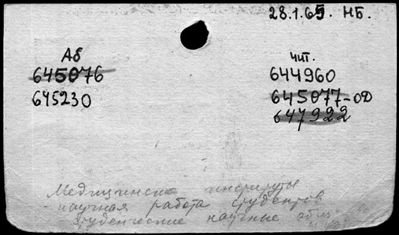 28.1.65. НБ.
Аб
645076
645230
чит.
644960
645077-ОД
647922
Медицинские институты
- научная работа студентов
студенческие научные общ.